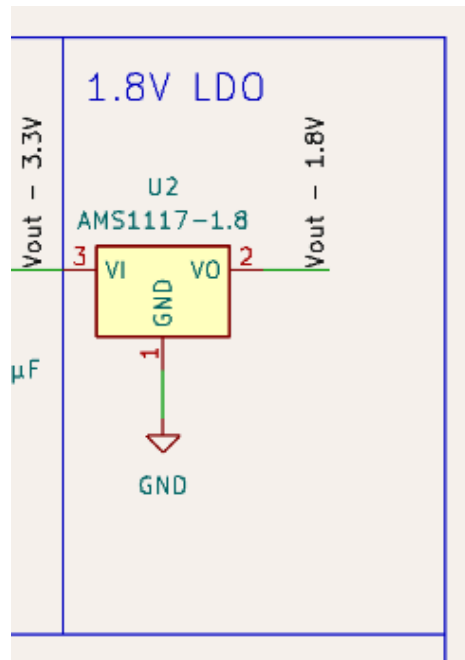 1.8V LDO
Vout - 3.3V
Vout - 1.8V
U2
AMS1117-1.8
3
VI
VO
2
GND
1
µF
GND